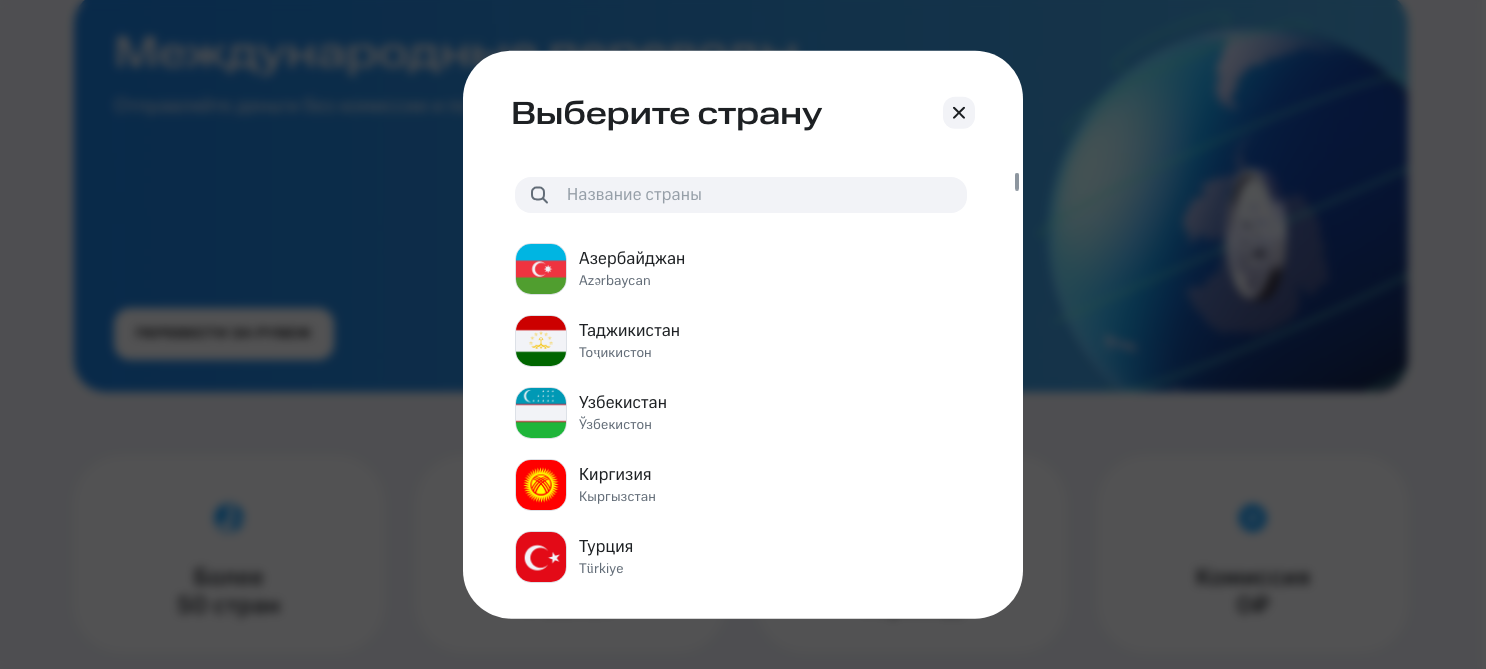 Международные переводы
Выберите страну
Название страны
Азербайджан
Azərbaycan
Таджикистан
Тоҷикистон
Узбекистан
Ўзбекистон
Киргизия
Кыргызстан
Турция
Türkiye
Более
50 стран
Комиссия
0₽